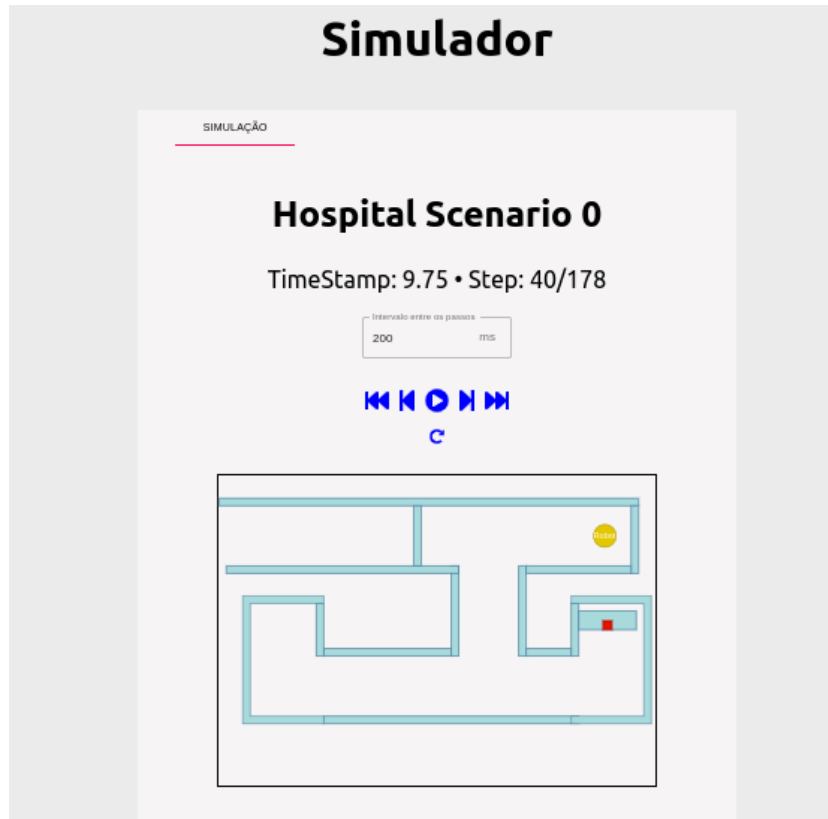 Simulador
SIMULAÇÃO
Hospital Scenario 0
TimeStamp: 9.75 • Step: 40/178
Intervalo entre os passos
200 ms